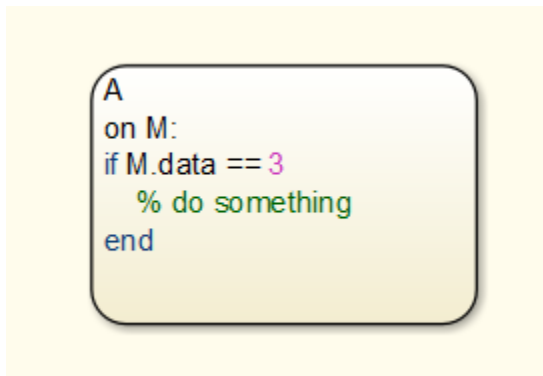 A
on M:
if M.data == 3
% do something
end